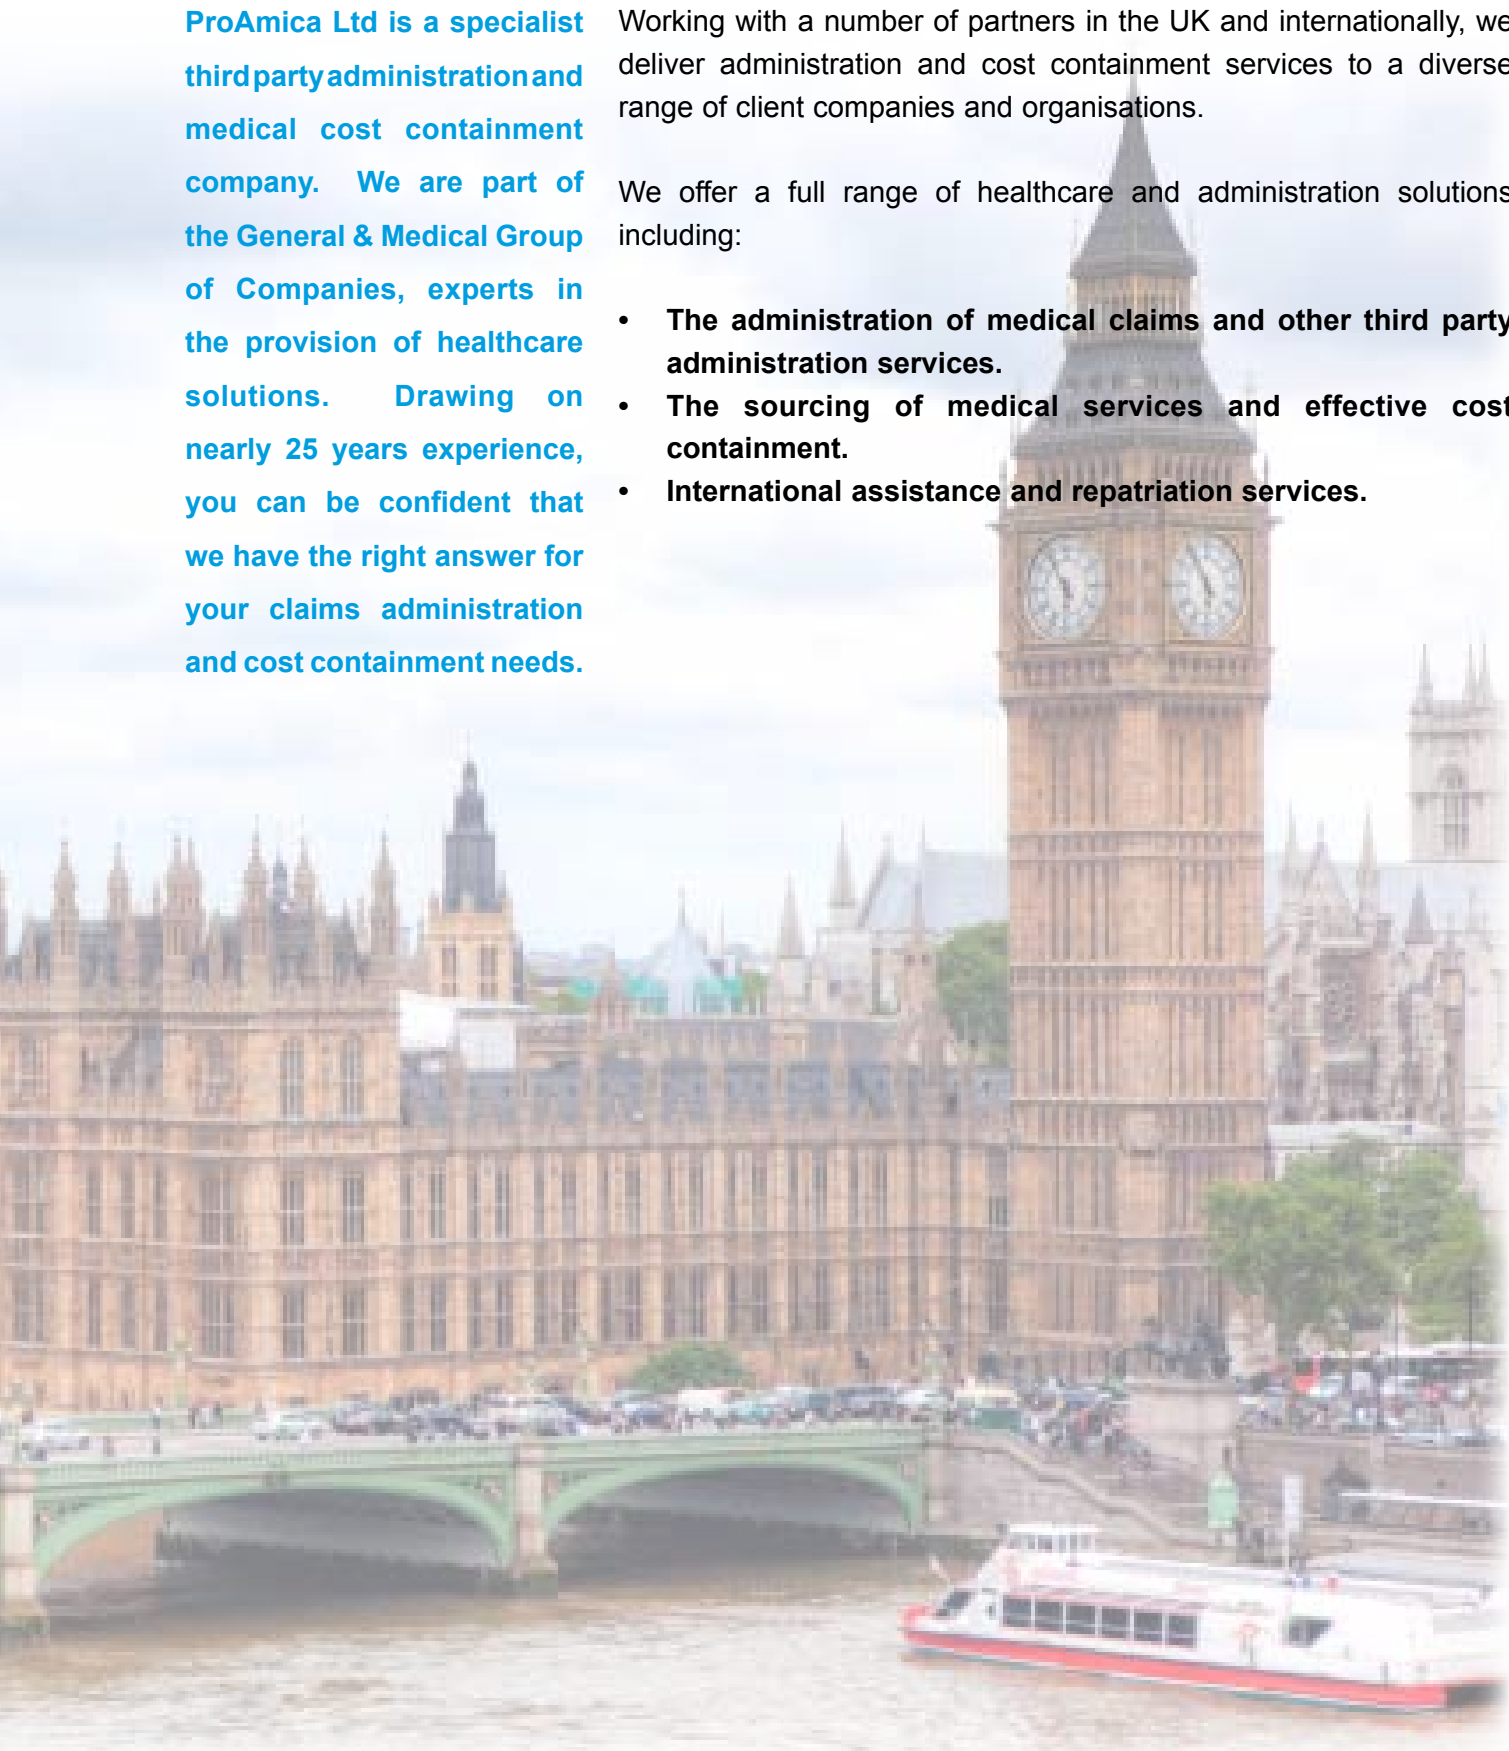 ProAmica Ltd is a specialist
third party administration and
medical cost containment
company. We are part of
the General & Medical Group
of Companies, experts in
the provision of healthcare
solutions. Drawing on
nearly 25 years experience,
you can be confident that
we have the right answer for
your claims administration
and cost containment needs.
Working with a number of partners in the UK and internationally, we
deliver administration and cost containment services to a diverse
range of client companies and organisations.
We offer a full range of healthcare and administration solutions
including:
• The administration of medical claims and other third party
administration services.
• The sourcing of medical services and effective cost
containment.
• International assistance and repatriation services.